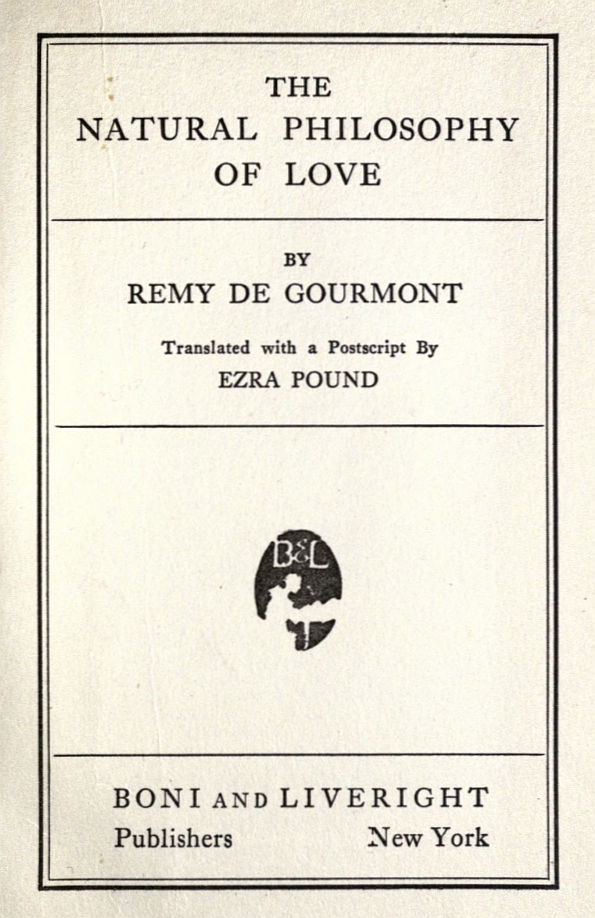 THE
NATURAL PHILOSOPHY
OF LOVE
BY
REMY DE GOURMONT
Translated with a Postscript By
EZRA POUND
B&L
BONI AND LIVERIGHT
Publishers New York